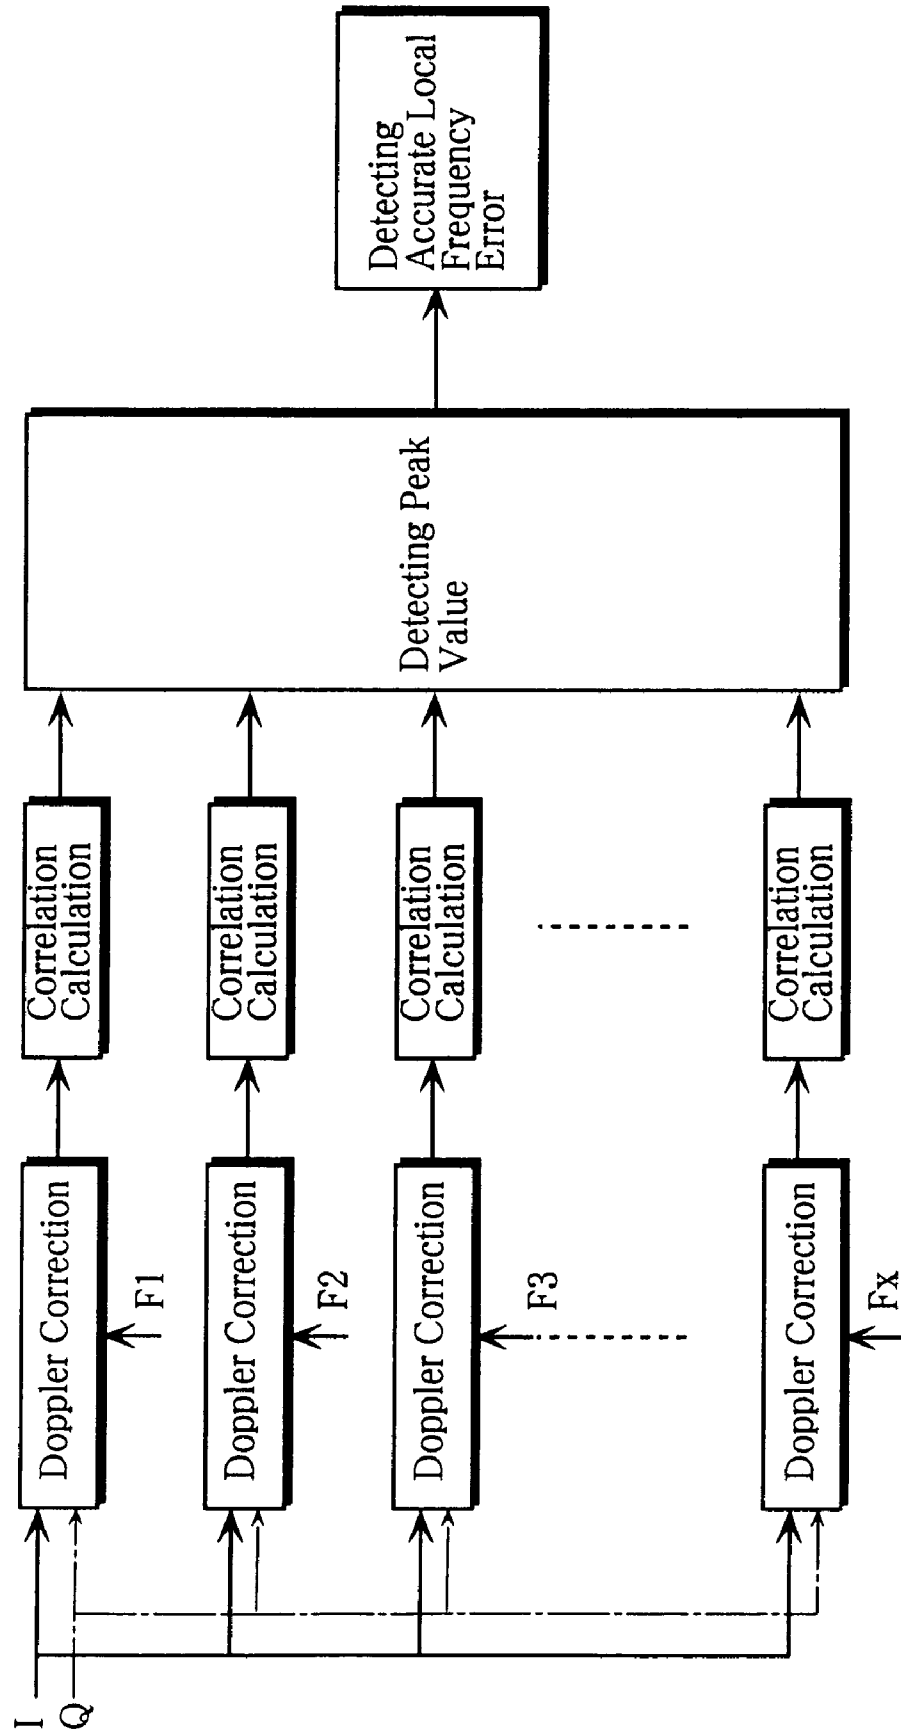 I
Q
Doppler Correction
F1
Correlation
Calculation
Doppler Correction
F2
Correlation
Calculation
Doppler Correction
F3
Correlation
Calculation
Doppler Correction
Fx
Correlation
Calculation
Detecting Peak
Value
Detecting
Accurate Local
Frequency
Error